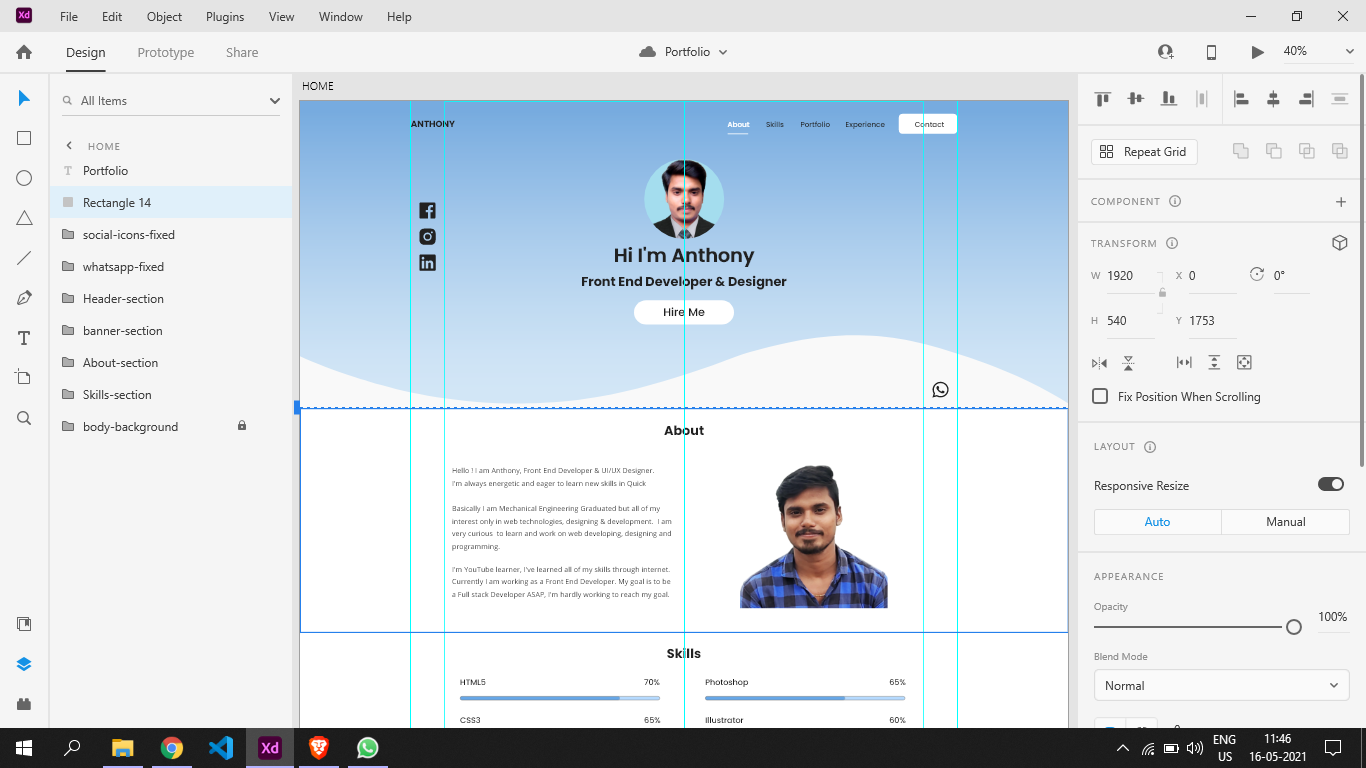 Xd File Edit Object Plugins View Window Help
Design Prototype Share Portfolio 40%
All Items
HOME
Portfolio
Rectangle 14
social-icons-fixed
whatsapp-fixed
Header-section
banner-section
About-section
Skills-section
body-background
HOME
ANTHONY About Skills Portfolio Experience Contact
Hi I'm Anthony
Front End Developer & Designer
Hire Me
About
Hello ! I am Anthony, Front End Developer & UI/UX Designer.
I'm always energetic and eager to learn new skills in Quick
Basically I am Mechanical Engineering Graduated but all of my
interest only in web technologies, designing & development. I am
very curious to learn and work on web developing, designing and
programming.
I'm YouTube learner, I've learned all of my skills through internet.
Currently I am working as a Front End Developer. My goal is to be
a Full stack Developer ASAP, I'm hardly working to reach my goal.
Skills
HTML5 70% Photoshop 65%
CSS3 65% Illustrator 60%
Repeat Grid
COMPONENT
TRANSFORM
W 1920 X 0 0°
H 540 Y 1753
Fix Position When Scrolling
LAYOUT
Responsive Resize
Auto Manual
APPEARANCE
Opacity
100%
Blend Mode
Normal
Xd
ENG
US
11:46
16-05-2021